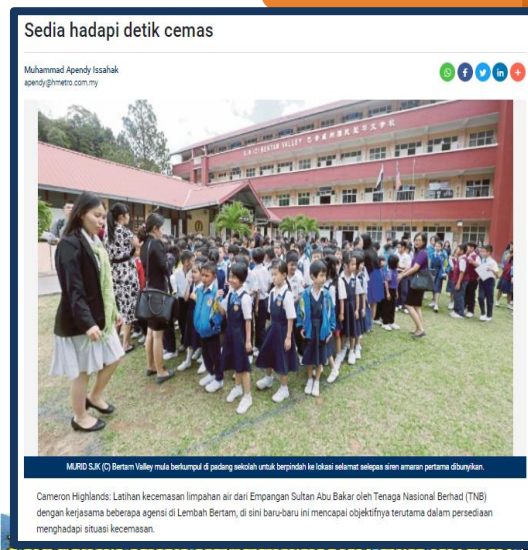 Sedia hadapi detik cemas
Muhammad Apendy Issahak
apendy@hmetro.com.my
SJK (C) BERTAM VALLEY
MURID SJK (C) Bertam Valley mula berkumpul di padang sekolah untuk berpindah ke lokasi selamat selepas siren amaran pertama dibunyikan.
Cameron Highlands: Latihan kecemasan limpahan air dari Empangan Sultan Abu Bakar oleh Tenaga Nasional Berhad (TNB)
dengan kerjasama beberapa agensi di Lembah Bertam, di sini baru-baru ini mencapai objektifnya terutama dalam persediaan
menghadapi situasi kecemasan.